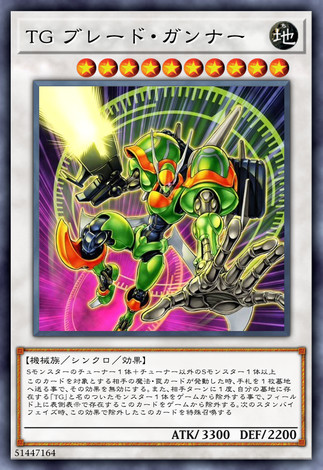 TG ブレード・ガンナー
地
【機械族／シンクロ／効果】
Sモンスターのチューナー1体＋チューナー以外のSモンスター1体以上
このカードを対象とする相手の魔法・罠カードが発動した時、手札を1枚墓地
へ送る事で、その効果を無効にする。また、相手ターンに1度、自分の墓地に存
在する「TG」と名のついたモンスター1体をゲームから除外する事で、フィール
ド上に表側表示で存在するこのカードをゲームから除外する。次のスタンバイ
フェイズ時、この効果で除外したこのカードを特殊召喚する
ATK/3300 DEF/2200
51447164